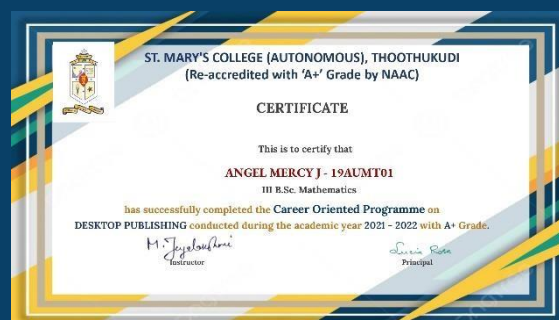 ST. MARY'S COLLEGE (AUTONOMOUS), THOOTHUKUDI
(Re-accredited with 'A+' Grade by NAAC)
CERTIFICATE
This is to certify that
ANGEL MERCY J - 19AUMT01
III B.Sc. Mathematics
has successfully completed the Career Oriented Programme on
DESKTOP PUBLISHING conducted during the academic year 2021 - 2022 with A+ Grade.
Instructor
Principal